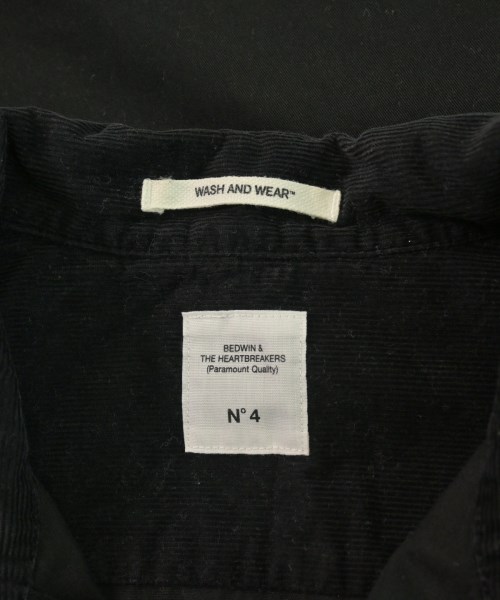 WASH AND WEAR™
BEDWIN &
THE HEARTBREAKERS
(Paramount Quality)
N° 4